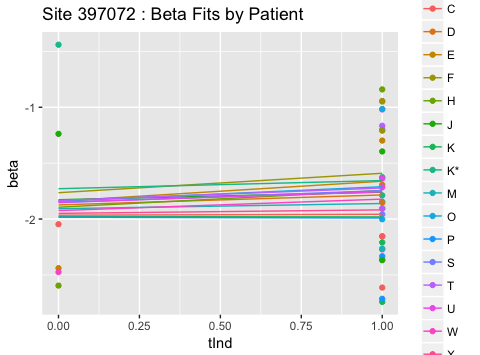 Site 397072 : Beta Fits by Patient
beta
-1
-2
0.00 0.25 0.50 0.75 1.00
tInd
C
D
E
F
H
J
K
K*
M
O
P
S
T
U
W
Y